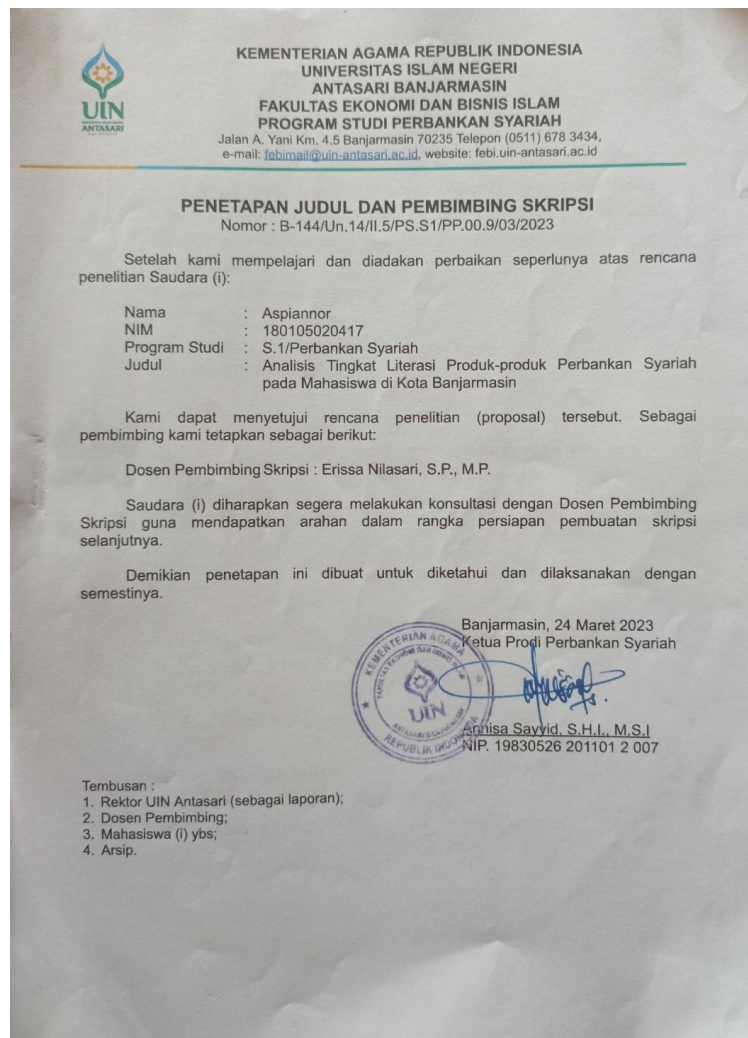 UIN
ANTASARI
KEMENTERIAN AGAMA REPUBLIK INDONESIA
UNIVERSITAS ISLAM NEGERI
ANTASARI BANJARMASIN
FAKULTAS EKONOMI DAN BISNIS ISLAM
PROGRAM STUDI PERBANKAN SYARIAH
Jalan A. Yani Km. 4,5 Banjarmasin 70235 Telepon (0511) 678 3434,
e-mail: febimail@uin-antasari.ac.id, website: febi.uin-antasari.ac.id
PENETAPAN JUDUL DAN PEMBIMBING SKRIPSI
Nomor : B-144/Un.14/II.5/PS.S1/PP.00.9/03/2023
Setelah kami mempelajari dan diadakan perbaikan seperlunya atas rencana
penelitian Saudara (i):
Nama : Aspiannor
NIM : 180105020417
Program Studi : S.1/Perbankan Syariah
Judul : Analisis Tingkat Literasi Produk-produk Perbankan Syariah
pada Mahasiswa di Kota Banjarmasin
Kami dapat menyetujui rencana penelitian (proposal) tersebut. Sebagai
pembimbing kami tetapkan sebagai berikut:
Dosen Pembimbing Skripsi : Erissa Nilasari, S.P., M.P.
Saudara (i) diharapkan segera melakukan konsultasi dengan Dosen Pembimbing
Skripsi guna mendapatkan arahan dalam rangka persiapan pembuatan skripsi
selanjutnya.
Demikian penetapan ini dibuat untuk diketahui dan dilaksanakan dengan
semestinya.
Banjarmasin, 24 Maret 2023
Ketua Prodi Perbankan Syariah
KEMENTERIAN AGAMA
FAKULTAS EKONOMI DAN BISNIS ISLAM
UIN
REPUBLIK INDONESIA
Annisa Sayyid, S.H.I., M.S.I
NIP. 19830526 201101 2 007
Tembusan :
1. Rektor UIN Antasari (sebagai laporan);
2. Dosen Pembimbing;
3. Mahasiswa (i) ybs;
4. Arsip.